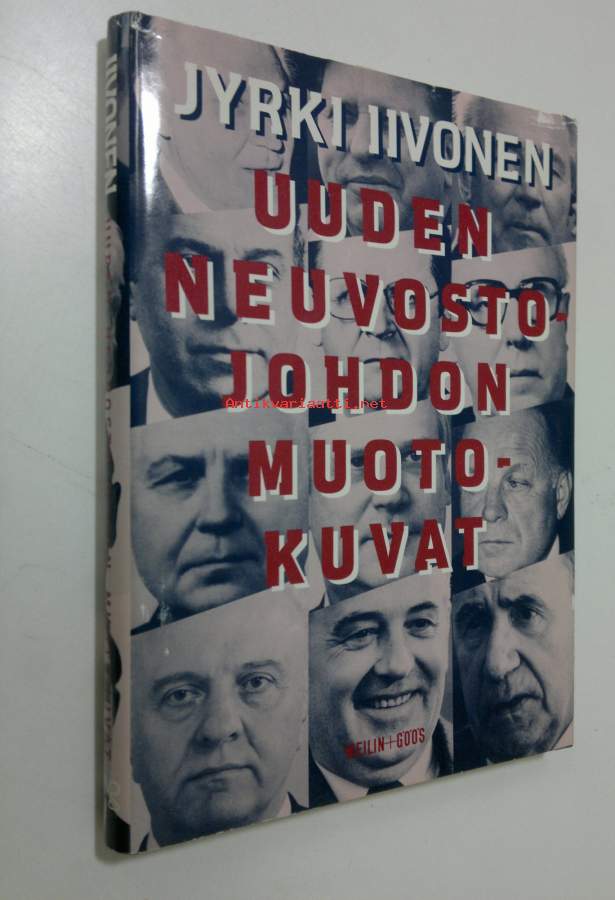 JYRKI IIVONEN
UUDEN
NEUVOSTO-
JOHDON
MUOTO-
KUVAT
WEILIN+GÖÖS
IIVONEN
Antikvariaatti.net